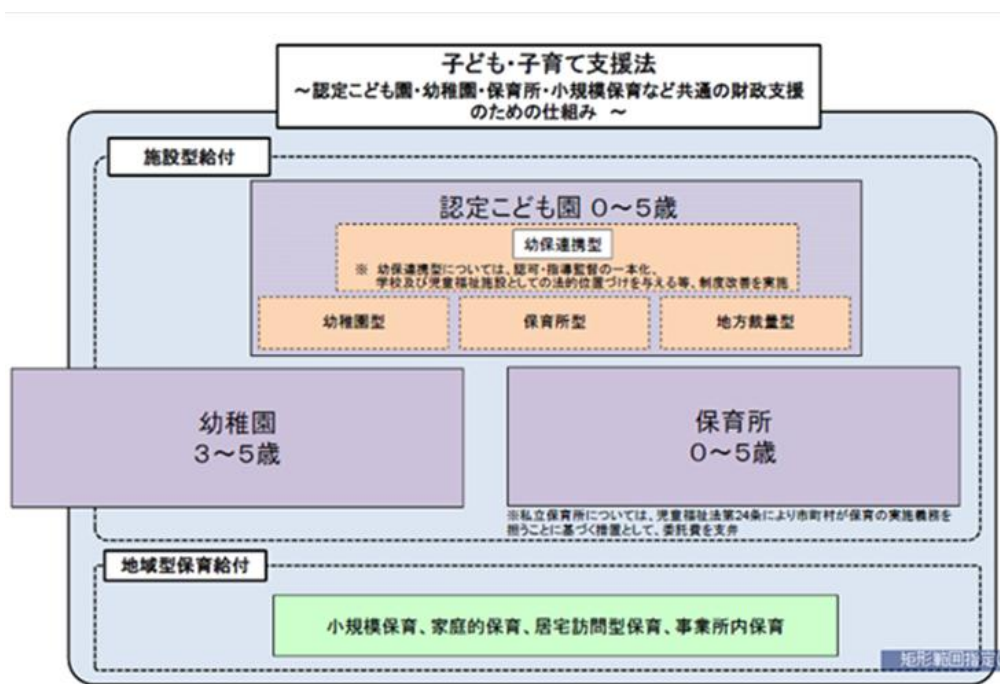 子ども・子育て支援法
～認定こども園・幼稚園・保育所・小規模保育など共通の財政支援
のための仕組み ～
施設型給付
認定こども園 0～5歳
幼保連携型
※ 幼保連携型については、認可・指導監督の一本化、
学校及び児童福祉施設としての法的位置づけを与える等、制度改善を実施
幼稚園型
保育所型
地方裁量型
幼稚園
3～5歳
保育所
0～5歳
※私立保育所については、児童福祉法第24条により市町村が保育の実施義務を
担うことに基づく措置として、委託費を支弁
地域型保育給付
小規模保育、家庭的保育、居宅訪問型保育、事業所内保育
矩形範囲指定